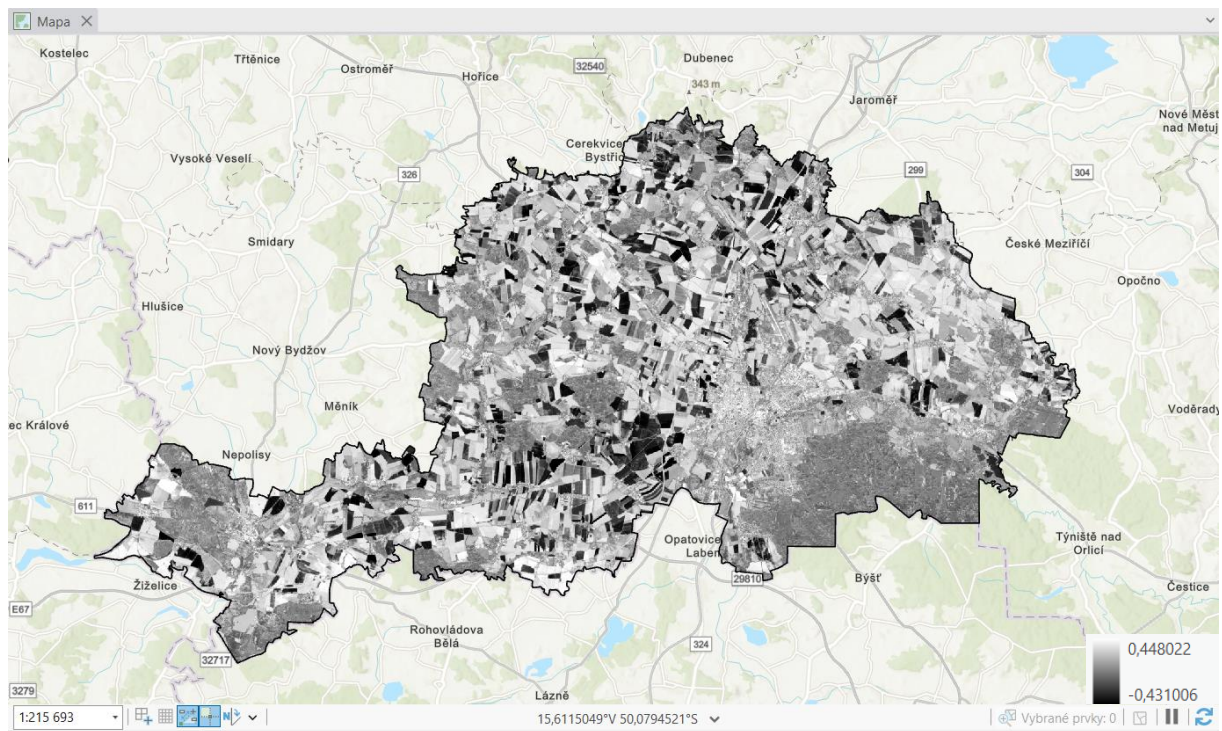 Mapa
Kostelec
Třtěnice
Ostroměř
Hořice
32540
Dubenec
343 m
Jaroměř
Nové Měst
nad Metuj
Cerekvice
Bystřic
Vysoké Veselí
326
299
304
Smidary
České Meziříčí
Opočno
Hlušice
Nový Bydžov
Měník
Voděrady
ec Králové
Nepolisy
611
Opatovice
Laben
Týniště nad
Orlicí
29810
Býšť
Žiželice
Čestice
E67
Rohovládova
Bělá
324
32717
0,448022
-0,431006
3279
Lázně
1:215 693
N
15,6115049°V 50,0794521°S
Vybrané prvky: 0